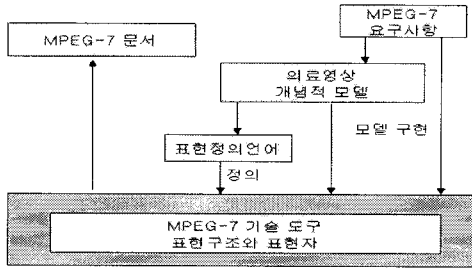 MPEG-7 문서
MPEG-7
요구사항
의료영상
개념적 모델
표현정의언어
모델 구현
정의
MPEG-7 기술 도구
표현구조와 표현자